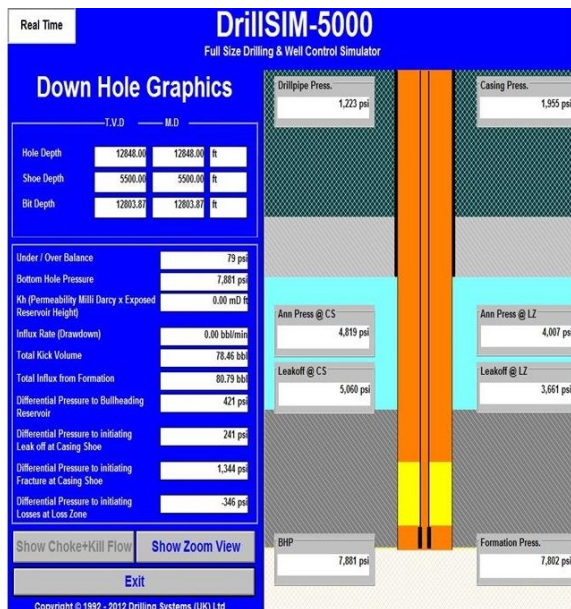 Real Time
DrillSIM-5000
Full Size Drilling & Well Control Simulator
Down Hole Graphics
T.V.D M.D
Hole Depth 12848.00 12848.00 ft
Shoe Depth 5500.00 5500.00 ft
Bit Depth 12803.87 12803.87 ft
Under / Over Balance 79 psi
Bottom Hole Pressure 7,881 psi
Kh (Permeability Milli Darcy x Exposed
Reservoir Height) 0.00 mD ft
Influx Rate (Drawdown) 0.00 bbl/min
Total Kick Volume 78.46 bbl
Total Influx from Formation 80.79 bbl
Differential Pressure to Bullheading
Reservoir 421 psi
Differential Pressure to initiating
Leak off at Casing Shoe 241 psi
Differential Pressure to initiating
Fracture at Casing Shoe 1,344 psi
Differential Pressure to initiating
Losses at Loss Zone -346 psi
Show Choke+Kill Flow Show Zoom View
Exit
Copyright © 1992 - 2012 Drilling Systems (UK) Ltd
Drillpipe Press. Casing Press.
1,223 psi 1,955 psi
Ann Press @ CS Ann Press @ LZ
4,819 psi 4,007 psi
Leakoff @ CS Leakoff @ LZ
5,060 psi 3,661 psi
BHP Formation Press.
7,881 psi 7,802 psi